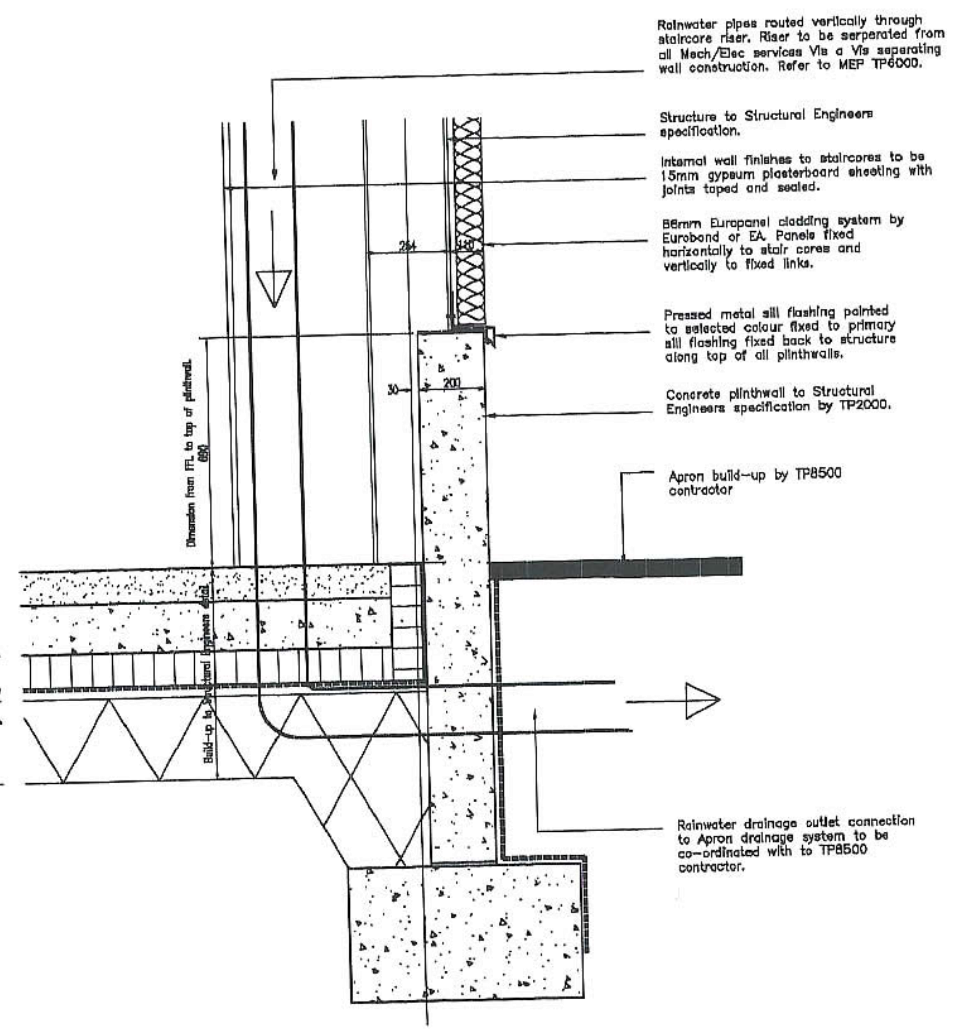 Rainwater pipes routed vertically through
staircore riser. Riser to be serperated from
all Mech/Elec services Vis a Vis separating
wall construction. Refer to MEP TP6000.
Structure to Structural Engineers
specification.
Internal wall finishes to staircores to be
15mm gypsum plasterboard sheeting with
joints taped and sealed.
Europanel cladding system by
Eurobond or EA. Panels fixed
horizontally to stair cores and
vertically to fixed links.
264
Pressed metal sill flashing painted
to selected colour fixed to primary
sill flashing fixed back to structure
along top of all plinthwalls.
30
200
Concrete plinthwall to Structural
Engineers specification by TP2000.
Dimension from FFL to top of plinthwall.
Apron build-up by TP8500
contractor
Build-up to Structural Engineers detail
Rainwater drainage outlet connection
to Apron drainage system to be
co-ordinated with to TP8500
contractor.